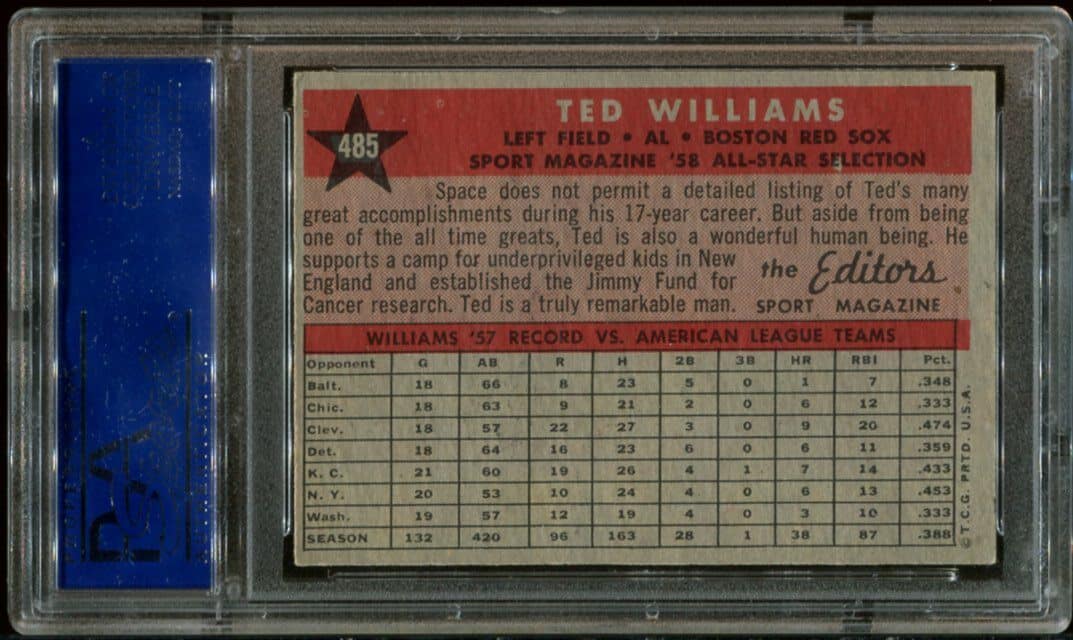 485
TED WILLIAMS
LEFT FIELD • AL • BOSTON RED SOX
SPORT MAGAZINE '58 ALL-STAR SELECTION
Space does not permit a detailed listing of Ted's many
great accomplishments during his 17-year career. But aside from being
one of the all time greats, Ted is also a wonderful human being. He
supports a camp for underprivileged kids in New
England and established the Jimmy Fund for
Cancer research. Ted is a truly remarkable man.
the Editors
SPORT MAGAZINE
WILLIAMS '57 RECORD VS. AMERICAN LEAGUE TEAMS
Opponent G AB R H 2B 3B HR RBI Pct.
Balt. 18 66 8 23 5 0 1 7 .348
Chic. 18 63 9 21 2 0 6 12 .333
Clev. 18 57 22 27 3 0 9 20 .474
Det. 18 64 16 23 6 0 6 11 .359
K. C. 21 60 19 26 4 1 7 14 .433
N. Y. 20 53 10 24 4 0 6 13 .453
Wash. 19 57 12 19 4 0 3 10 .333
SEASON 132 420 96 163 28 1 38 87 .388
© T.C.G. PRTD. U.S.A.
PSA